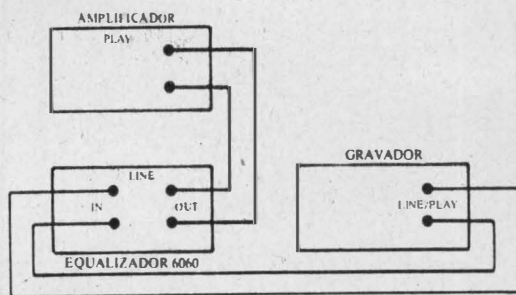 AMPLIFICADOR
PLAY
LINE
IN
OUT
EQUALIZADOR 6060
GRAVADOR
LINE/PLAY